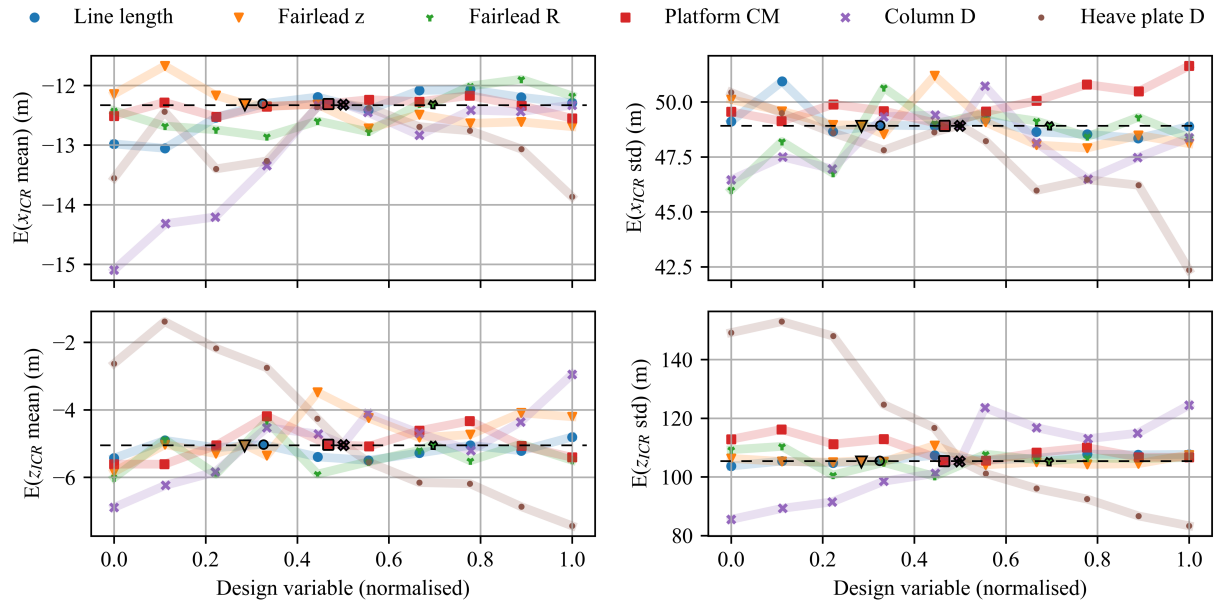 Line length Fairlead z Fairlead R Platform CM Column D Heave plate D
E(x_ICR mean) (m)
−12
−13
−14
−15
E(x_ICR std) (m)
50.0
47.5
45.0
42.5
E(z_ICR mean) (m)
−2
−4
−6
0.0 0.2 0.4 0.6 0.8 1.0
Design variable (normalised)
E(z_ICR std) (m)
140
120
100
80
0.0 0.2 0.4 0.6 0.8 1.0
Design variable (normalised)